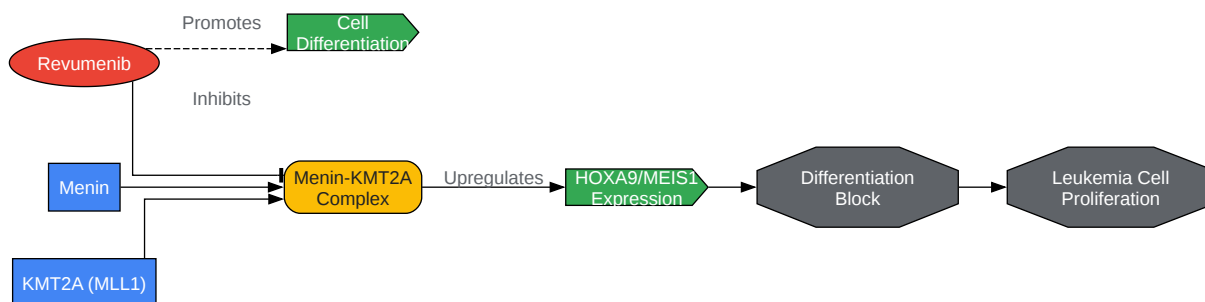 Promotes
Cell
Differentiation
Revumenib
Inhibits
Menin
Menin-KMT2A
Complex
Upregulates
HOXA9/MEIS1
Expression
Differentiation
Block
Leukemia Cell
Proliferation
KMT2A (MLL1)